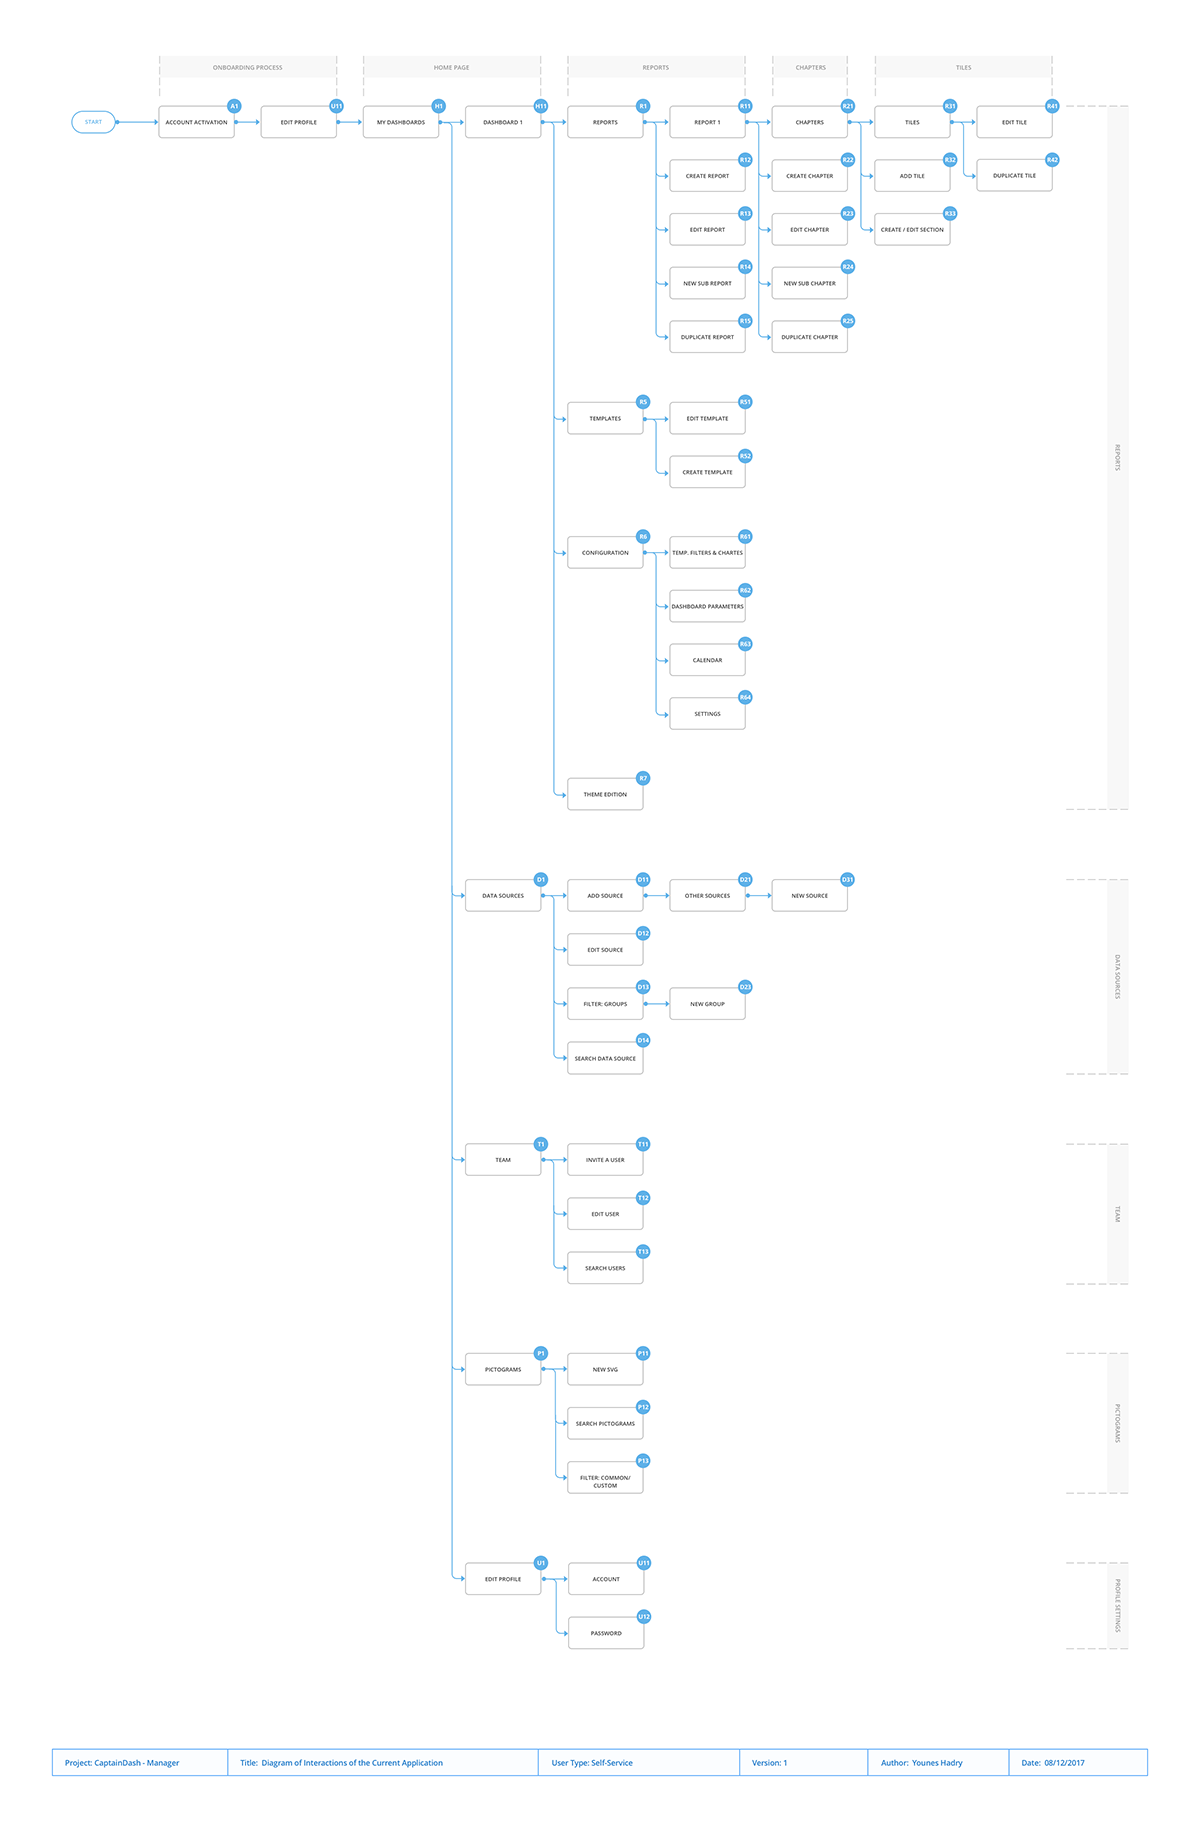 ONBOARDING PROCESS
HOME PAGE
REPORTS
CHAPTERS
TILES
START
A1
ACCOUNT ACTIVATION
U11
EDIT PROFILE
H1
MY DASHBOARDS
H11
DASHBOARD 1
R1
REPORTS
R11
REPORT 1
R21
CHAPTERS
R31
TILES
R41
EDIT TILE
R12
CREATE REPORT
R22
CREATE CHAPTER
R32
ADD TILE
R42
DUPLICATE TILE
R13
EDIT REPORT
R23
EDIT CHAPTER
R33
CREATE / EDIT SECTION
R14
NEW SUB REPORT
R24
NEW SUB CHAPTER
R15
DUPLICATE REPORT
R25
DUPLICATE CHAPTER
R5
TEMPLATES
R51
EDIT TEMPLATE
R52
CREATE TEMPLATE
REPORTS
R6
CONFIGURATION
R61
TEMP. FILTERS & CHARTES
R62
DASHBOARD PARAMETERS
R63
CALENDAR
R64
SETTINGS
R7
THEME EDITION
D1
DATA SOURCES
D11
ADD SOURCE
D21
OTHER SOURCES
D31
NEW SOURCE
D12
EDIT SOURCE
DATA SOURCES
D13
FILTER: GROUPS
D23
NEW GROUP
D14
SEARCH DATA SOURCE
T1
TEAM
T11
INVITE A USER
T12
EDIT USER
TEAM
T13
SEARCH USERS
P1
PICTOGRAMS
P11
NEW SVG
P12
SEARCH PICTOGRAMS
PICTOGRAMS
P13
FILTER: COMMON/
CUSTOM
U1
EDIT PROFILE
U11
ACCOUNT
PROFILE SETTINGS
U12
PASSWORD
Project: CaptainDash - Manager
Title: Diagram of Interactions of the Current Application
User Type: Self-Service
Version: 1
Author: Younes Hadry
Date: 08/12/2017